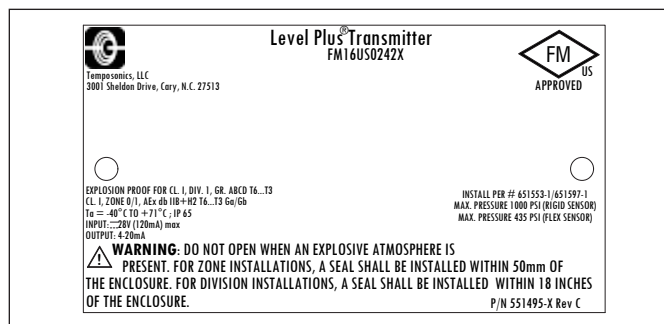 Level Plus® Transmitter
FM16US0242X
FM
US
APPROVED
Temposonics, LLC
3001 Sheldon Drive, Cary, N.C. 27513
EXPLOSION PROOF FOR CL. I, DIV. 1, GR. ABCD T6...T3
CL. I, ZONE 0/1, AEx db IIB+H2 T6...T3 Ga/Gb
Ta = -40°C TO +71°C ; IP 65
INPUT:⎓28V (120mA) max
OUTPUT: 4-20mA
INSTALL PER # 651553-1/651597-1
MAX. PRESSURE 1000 PSI (RIGID SENSOR)
MAX. PRESSURE 435 PSI (FLEX SENSOR)
WARNING: DO NOT OPEN WHEN AN EXPLOSIVE ATMOSPHERE IS
PRESENT. FOR ZONE INSTALLATIONS, A SEAL SHALL BE INSTALLED WITHIN 50mm OF
THE ENCLOSURE. FOR DIVISION INSTALLATIONS, A SEAL SHALL BE INSTALLED WITHIN 18 INCHES
OF THE ENCLOSURE.
P/N 551495-X Rev C